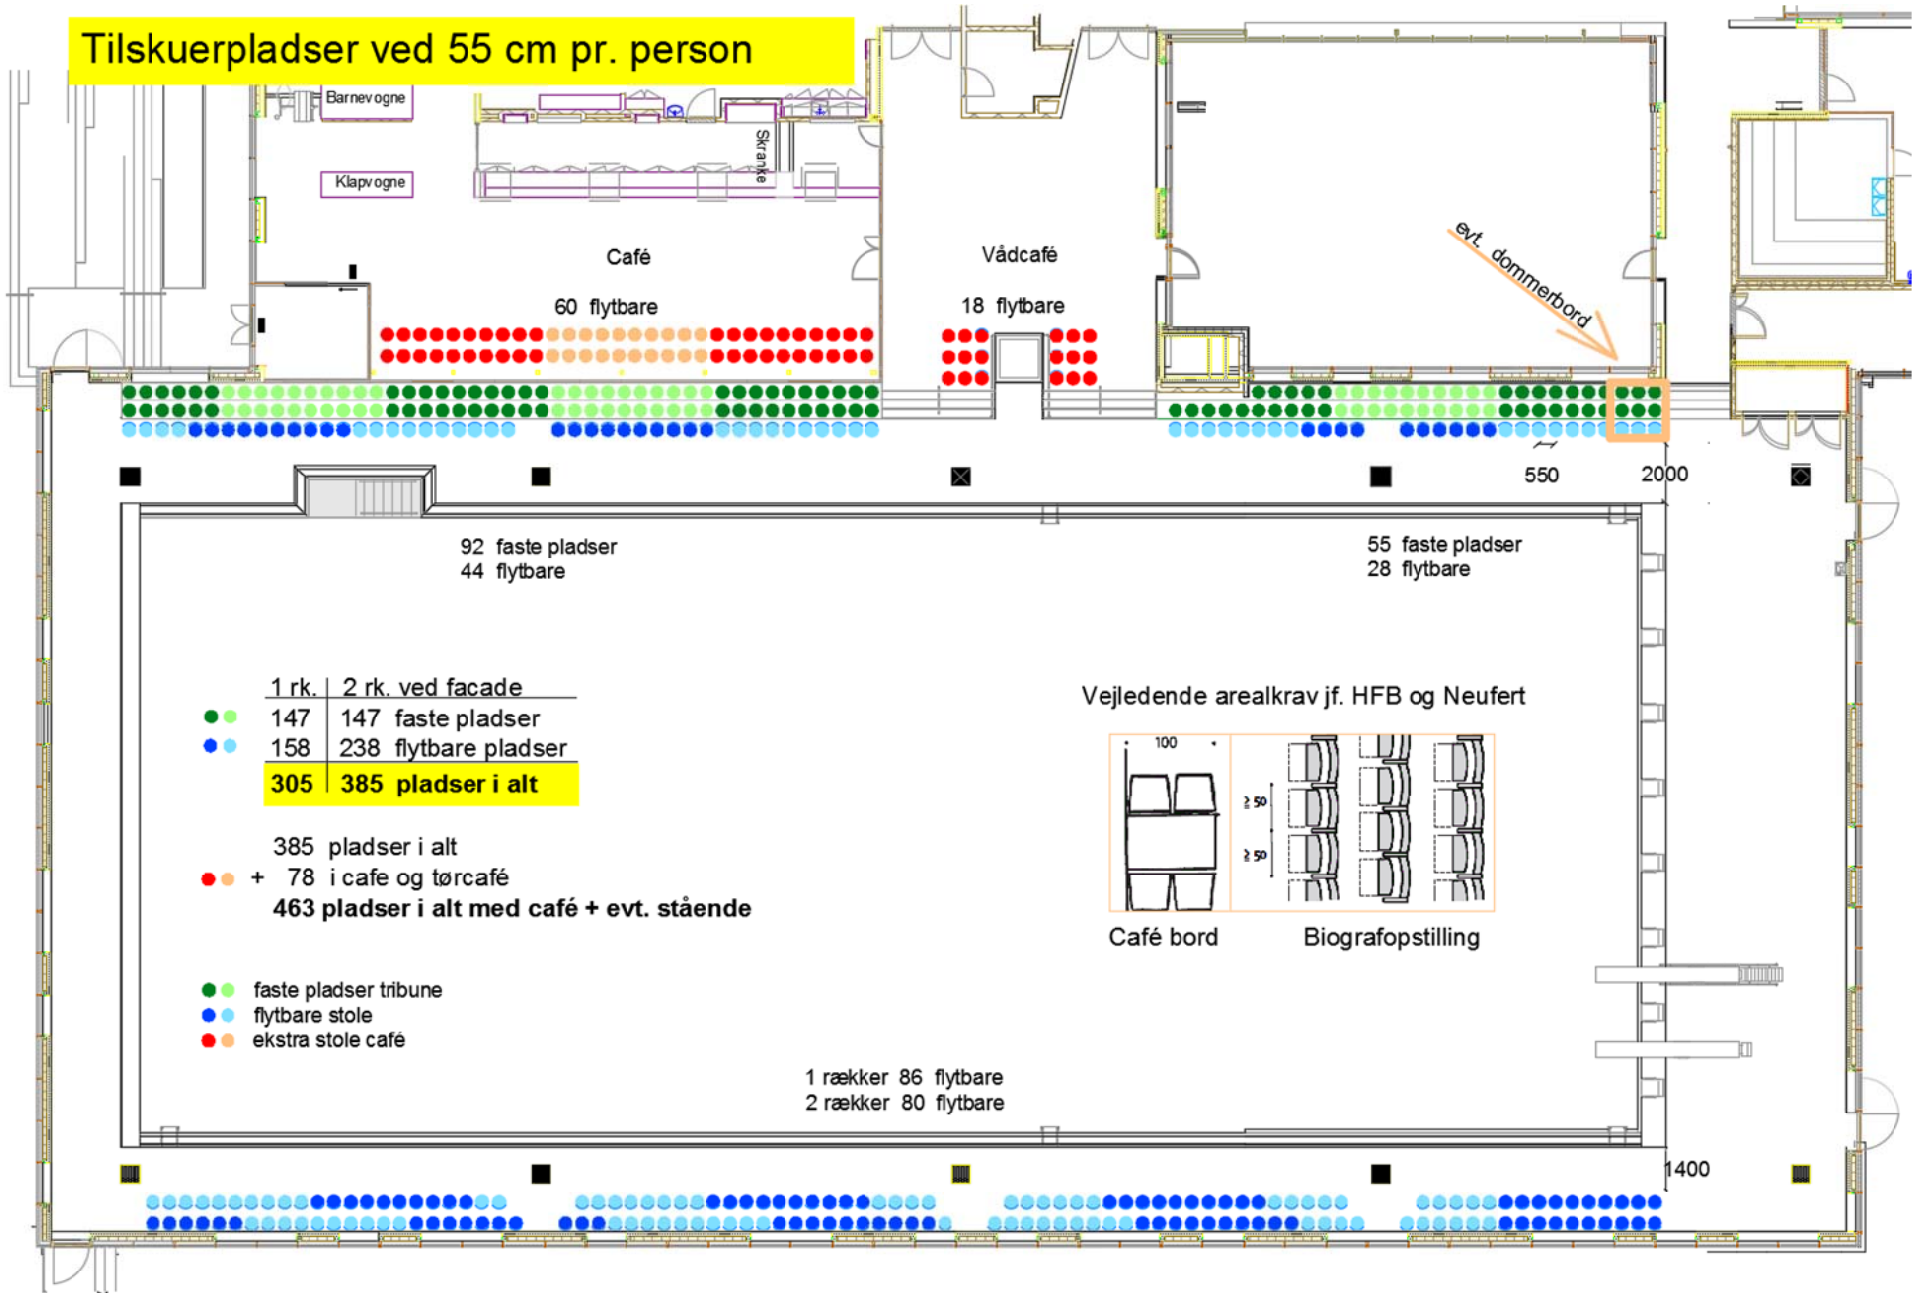 Tilskuerpladser ved 55 cm pr. person
Barnevogne
Klapvogne
Skranke
Café
60 flytbare
Vådcafé
18 flytbare
evt. dommerbord
550
2000
92 faste pladser
44 flytbare
55 faste pladser
28 flytbare
1 rk. 2 rk. ved facade
147 147 faste pladser
158 238 flytbare pladser
305 385 pladser i alt
385 pladser i alt
+ 78 i cafe og tørcafé
463 pladser i alt med café + evt. stående
faste pladser tribune
flytbare stole
ekstra stole café
Vejledende arealkrav jf. HFB og Neufert
100
≥ 50
≥ 50
Café bord
Biografopstilling
1 rækker 86 flytbare
2 rækker 80 flytbare
1400